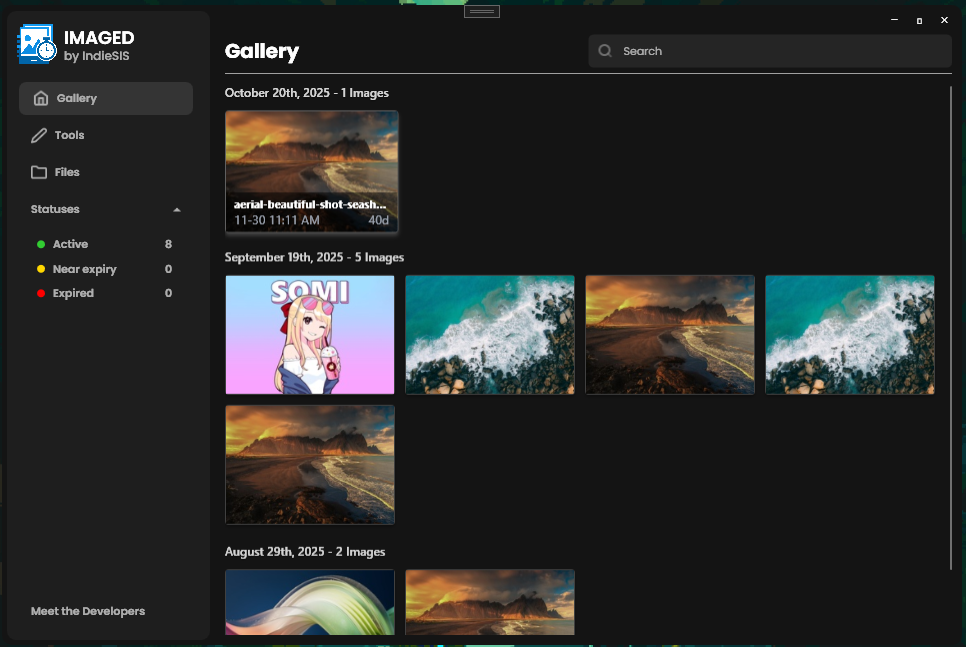 IMAGED
by IndieSIS
Gallery
Tools
Files
Statuses
Active 8
Near expiry 0
Expired 0
Meet the Developers
Gallery
Search
October 20th, 2025 - 1 Images
aerial-beautiful-shot-seash...
11-30 11:11 AM 40d
September 19th, 2025 - 5 Images
SOMI
August 29th, 2025 - 2 Images